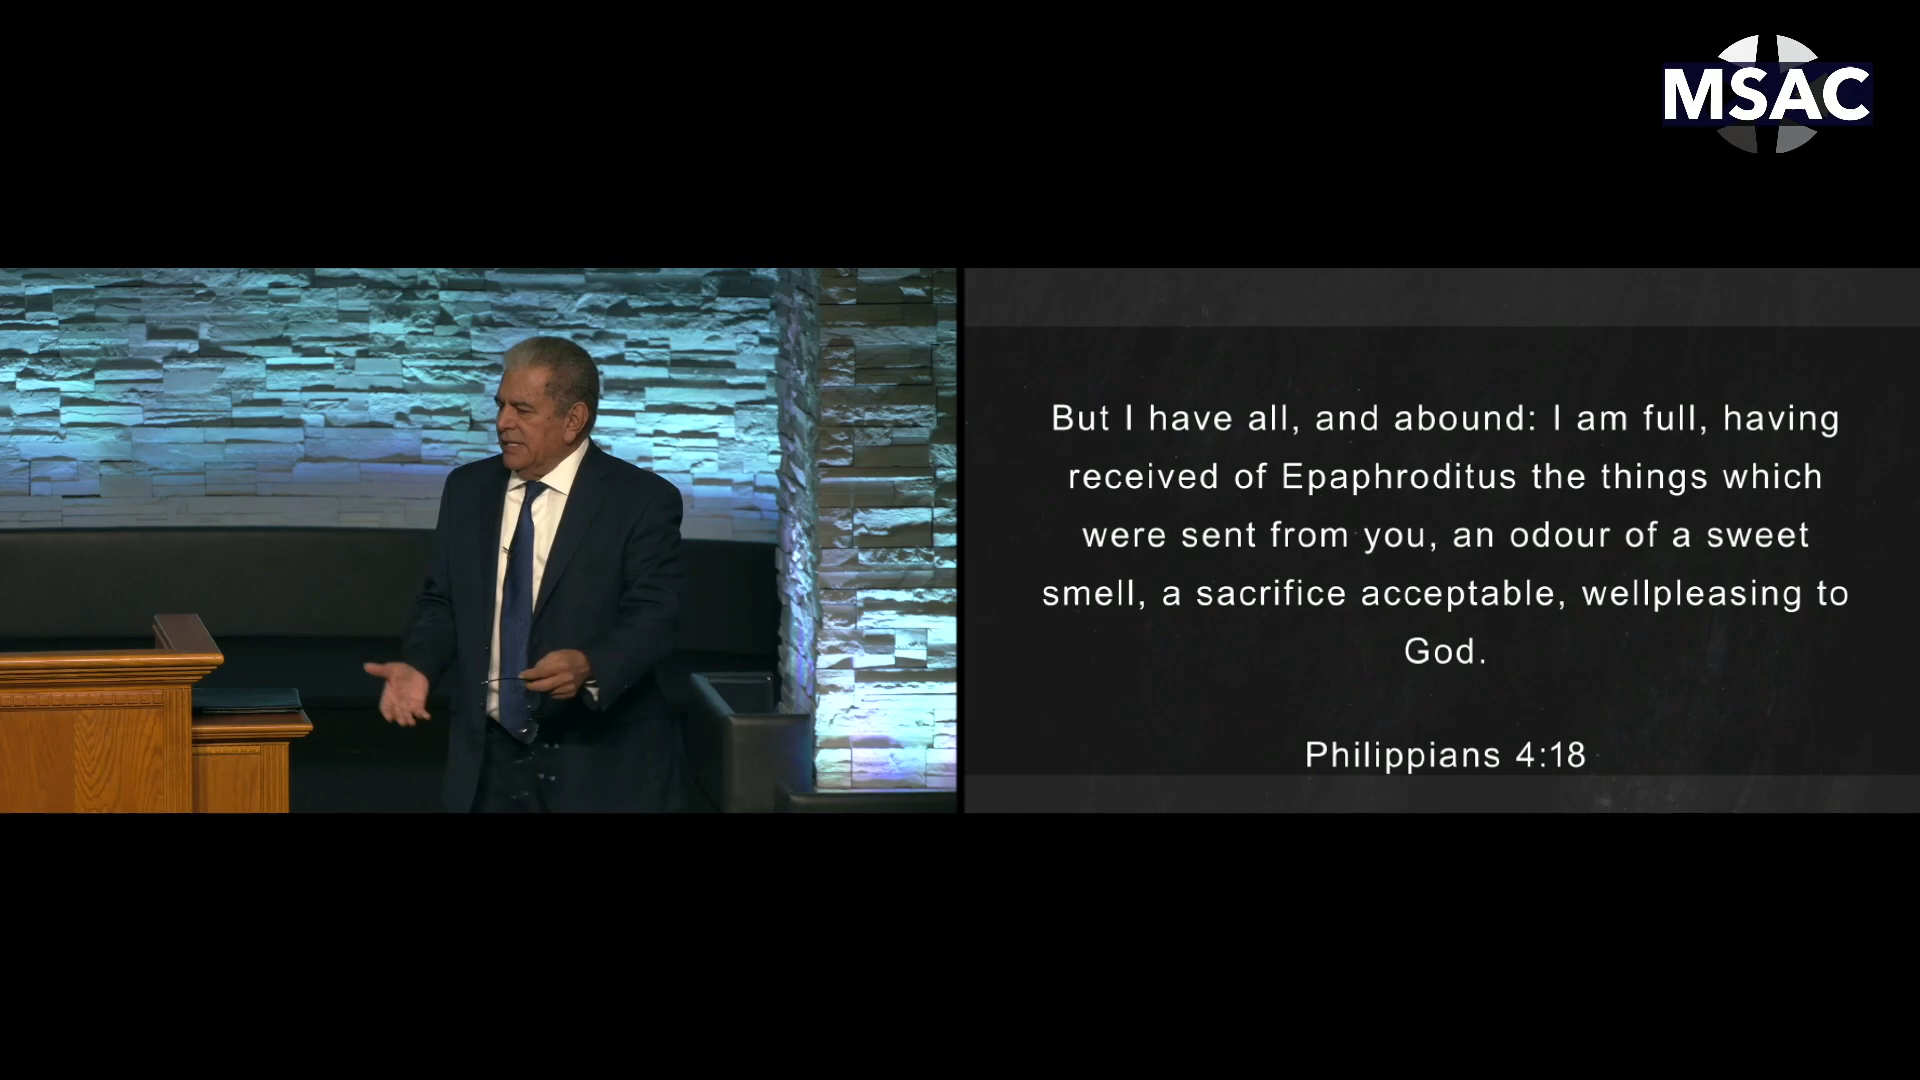 MSAC
But I have all, and abound: I am full, having
received of Epaphroditus the things which
were sent from you, an odour of a sweet
smell, a sacrifice acceptable, wellpleasing to
God.
Philippians 4:18